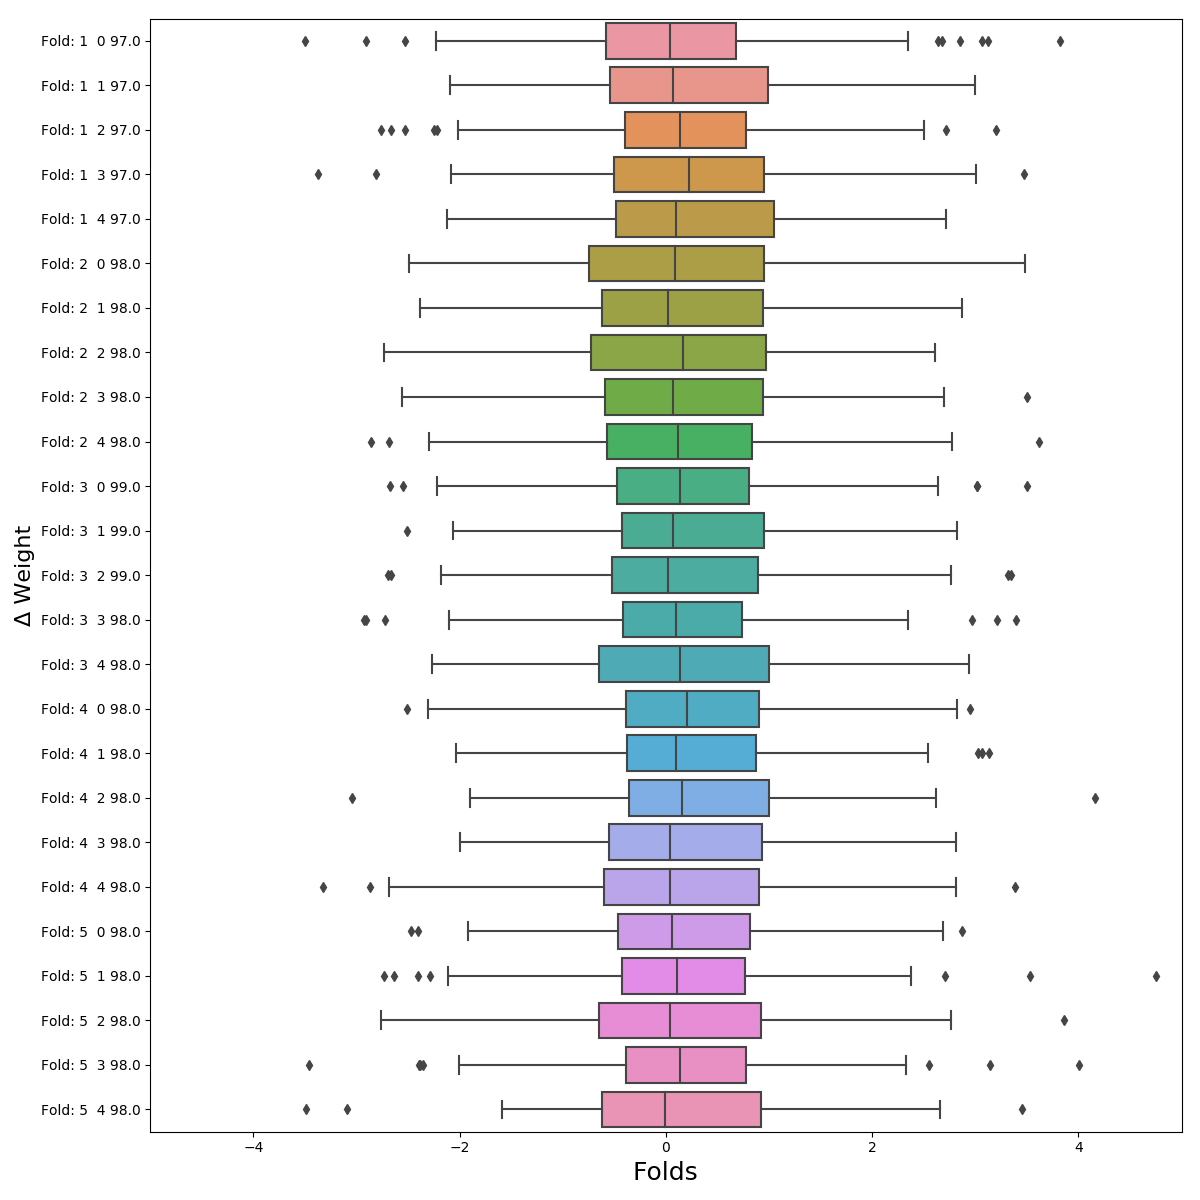 Fold: 1  0 97.0
Fold: 1  1 97.0
Fold: 1  2 97.0
Fold: 1  3 97.0
Fold: 1  4 97.0
Fold: 2  0 98.0
Fold: 2  1 98.0
Fold: 2  2 98.0
Fold: 2  3 98.0
Fold: 2  4 98.0
Fold: 3  0 99.0
Fold: 3  1 99.0
Fold: 3  2 99.0
Fold: 3  3 98.0
Fold: 3  4 98.0
Fold: 4  0 98.0
Fold: 4  1 98.0
Fold: 4  2 98.0
Fold: 4  3 98.0
Fold: 4  4 98.0
Fold: 5  0 98.0
Fold: 5  1 98.0
Fold: 5  2 98.0
Fold: 5  3 98.0
Fold: 5  4 98.0
Δ Weight
−4 −2 0 2 4
Folds